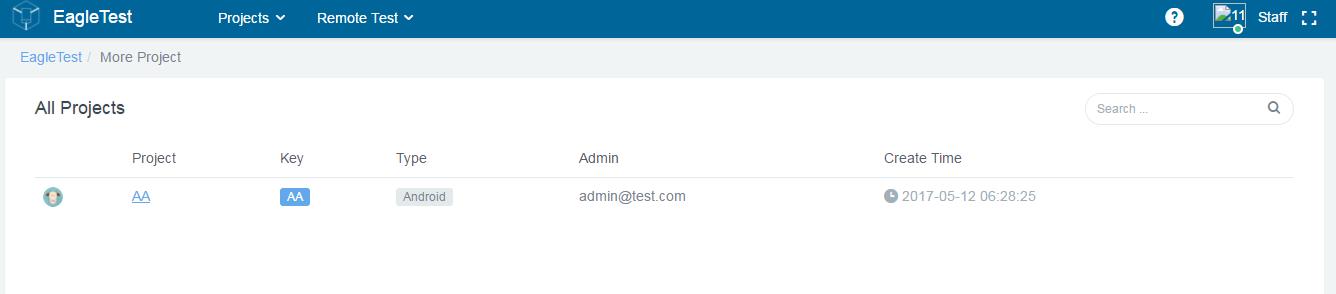 EagleTest Projects Remote Test ? 11 Staff
EagleTest / More Project
All Projects Search ...
Project Key Type Admin Create Time
AA AA Android admin@test.com 2017-05-12 06:28:25